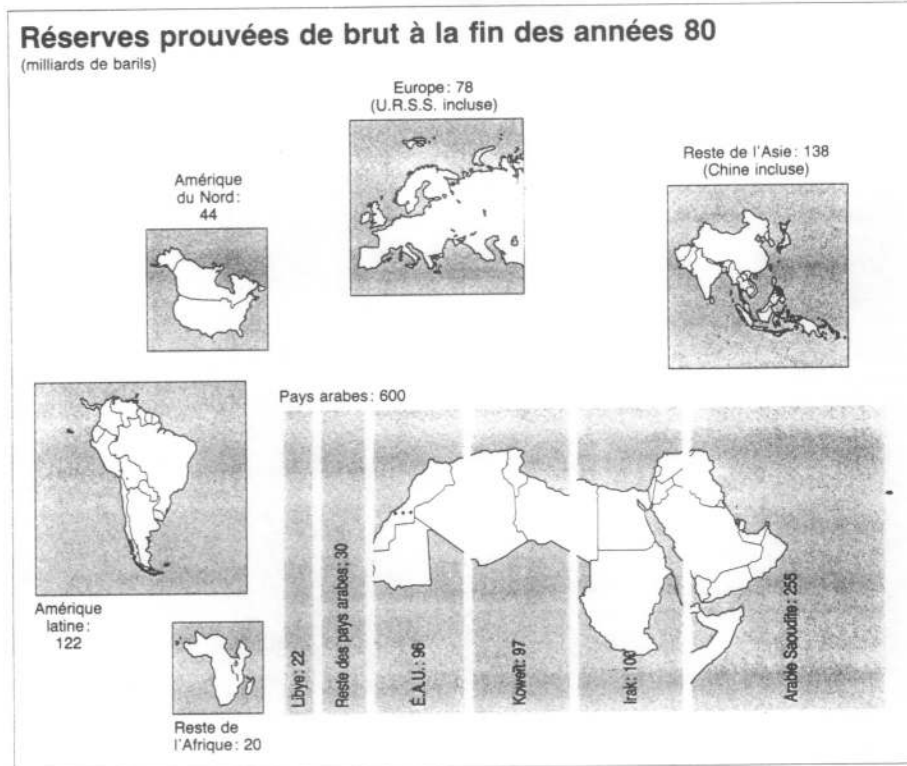 Réserves prouvées de brut à la fin des années 80
(milliards de barils)
Europe : 78
(U.R.S.S. incluse)
Reste de l'Asie : 138
(Chine incluse)
Amérique
du Nord :
44
6
Pays arabes : 600
Amérique
latine :
122
Reste de
l'Afrique : 20
Libye : 22
Reste des pays arabes : 30
É.A.U. : 96
Koweït : 97
Irak : 100
Arabie Saoudite : 255